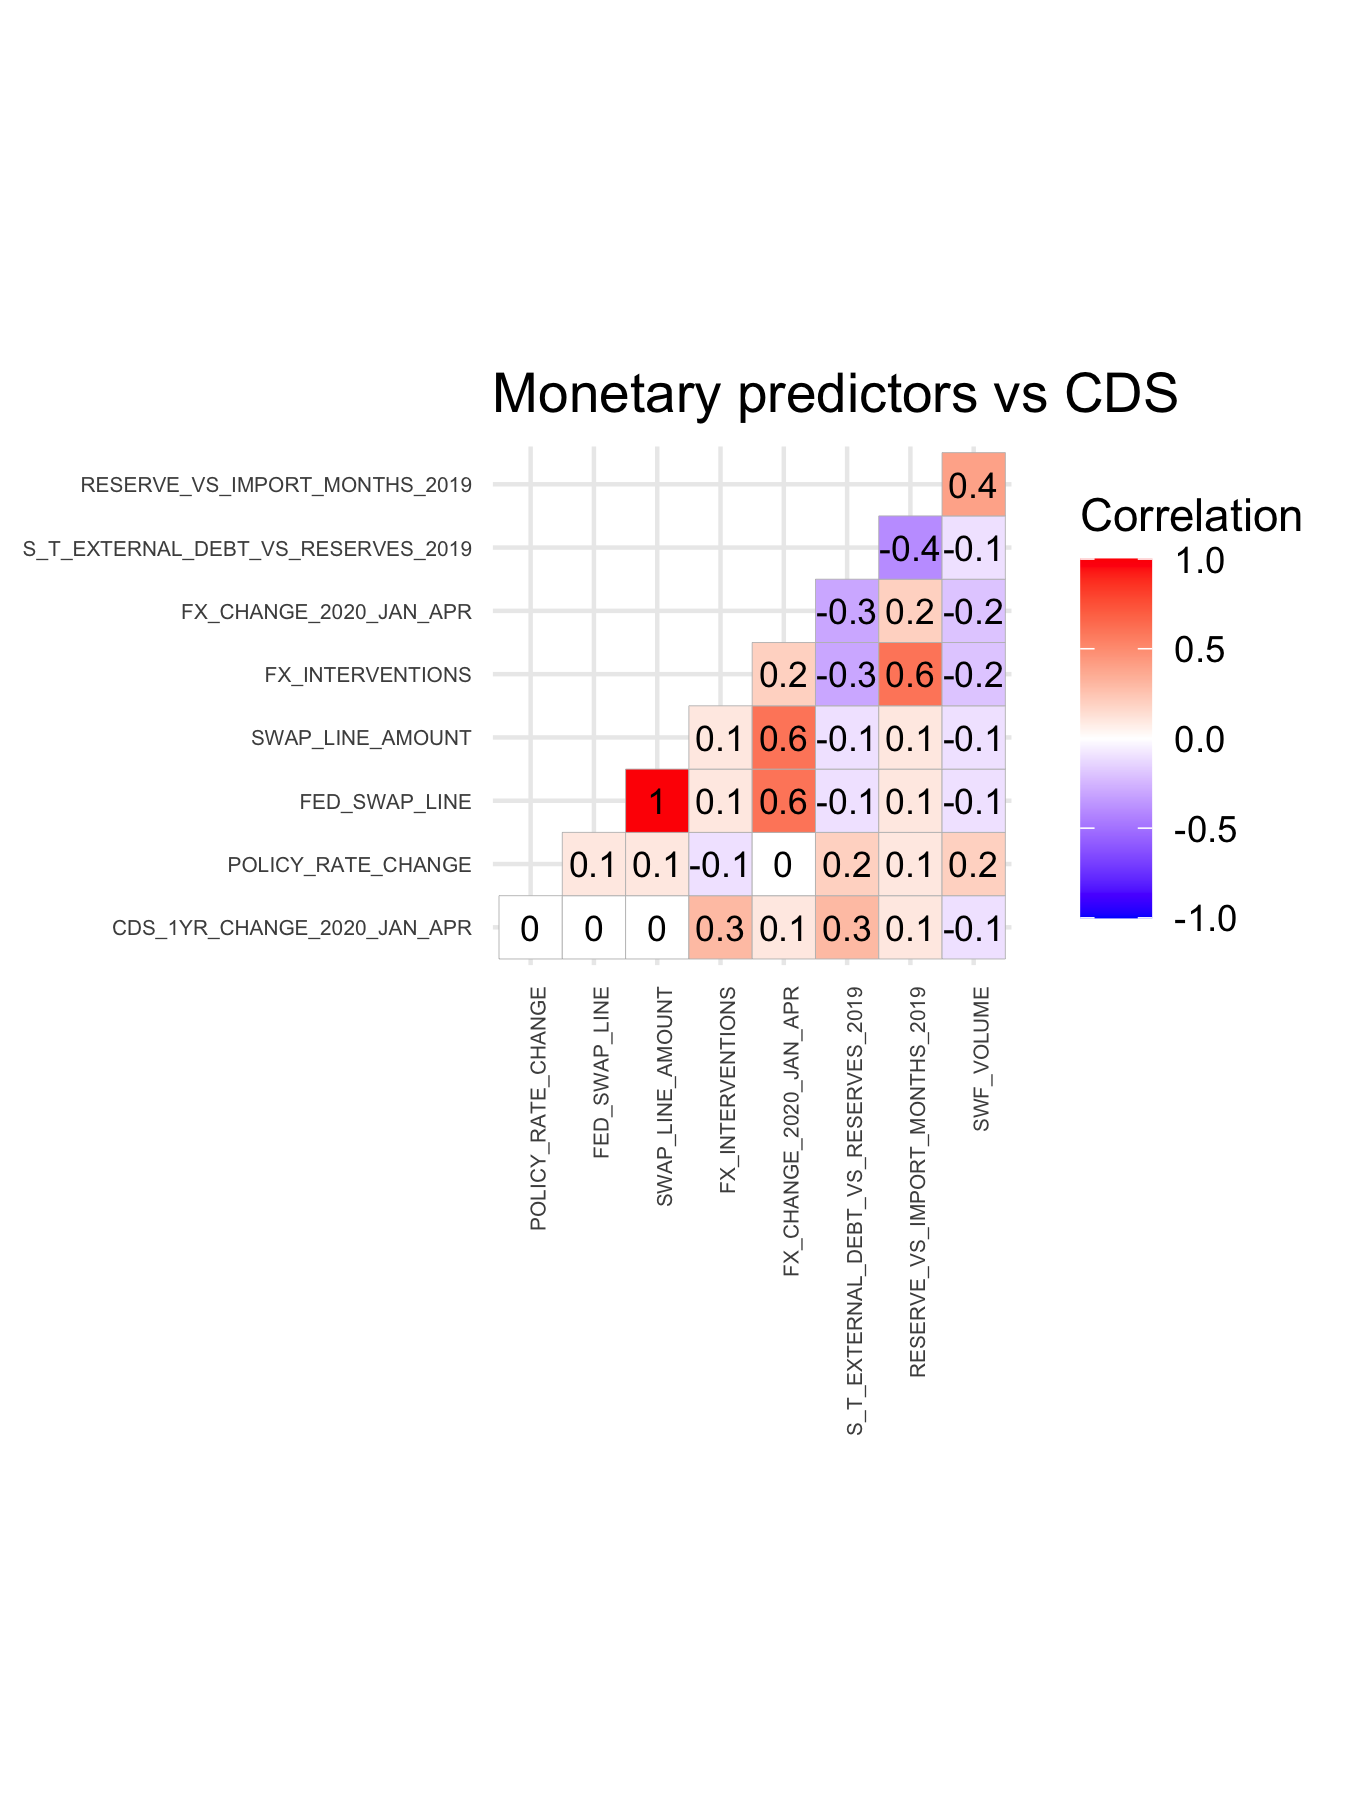 Monetary predictors vs CDS
RESERVE_VS_IMPORT_MONTHS_2019 0.4
S_T_EXTERNAL_DEBT_VS_RESERVES_2019 -0.4 -0.1
FX_CHANGE_2020_JAN_APR -0.3 0.2 -0.2
FX_INTERVENTIONS 0.2 -0.3 0.6 -0.2
SWAP_LINE_AMOUNT 0.1 0.6 -0.1 0.1 -0.1
FED_SWAP_LINE 1 0.1 0.6 -0.1 0.1 -0.1
POLICY_RATE_CHANGE 0.1 0.1 -0.1 0 0.2 0.1 0.2
CDS_1YR_CHANGE_2020_JAN_APR 0 0 0 0.3 0.1 0.3 0.1 -0.1
POLICY_RATE_CHANGE
FED_SWAP_LINE
SWAP_LINE_AMOUNT
FX_INTERVENTIONS
FX_CHANGE_2020_JAN_APR
S_T_EXTERNAL_DEBT_VS_RESERVES_2019
RESERVE_VS_IMPORT_MONTHS_2019
SWF_VOLUME
Correlation
1.0
0.5
0.0
-0.5
-1.0